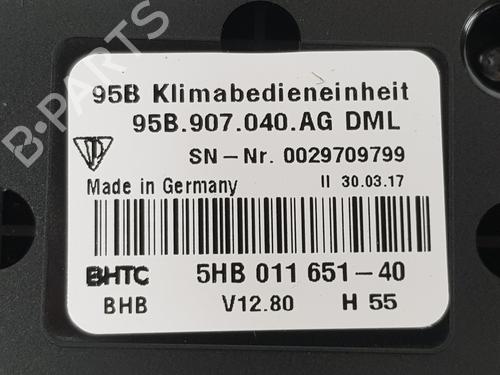 B-PARTS
95B Klimabedieneinheit
95B.907.040.AG DML
SN-Nr. 0029709799
Made in Germany II 30.03.17
BHTC 5HB 011 651-40
BHB V12.80 H 55